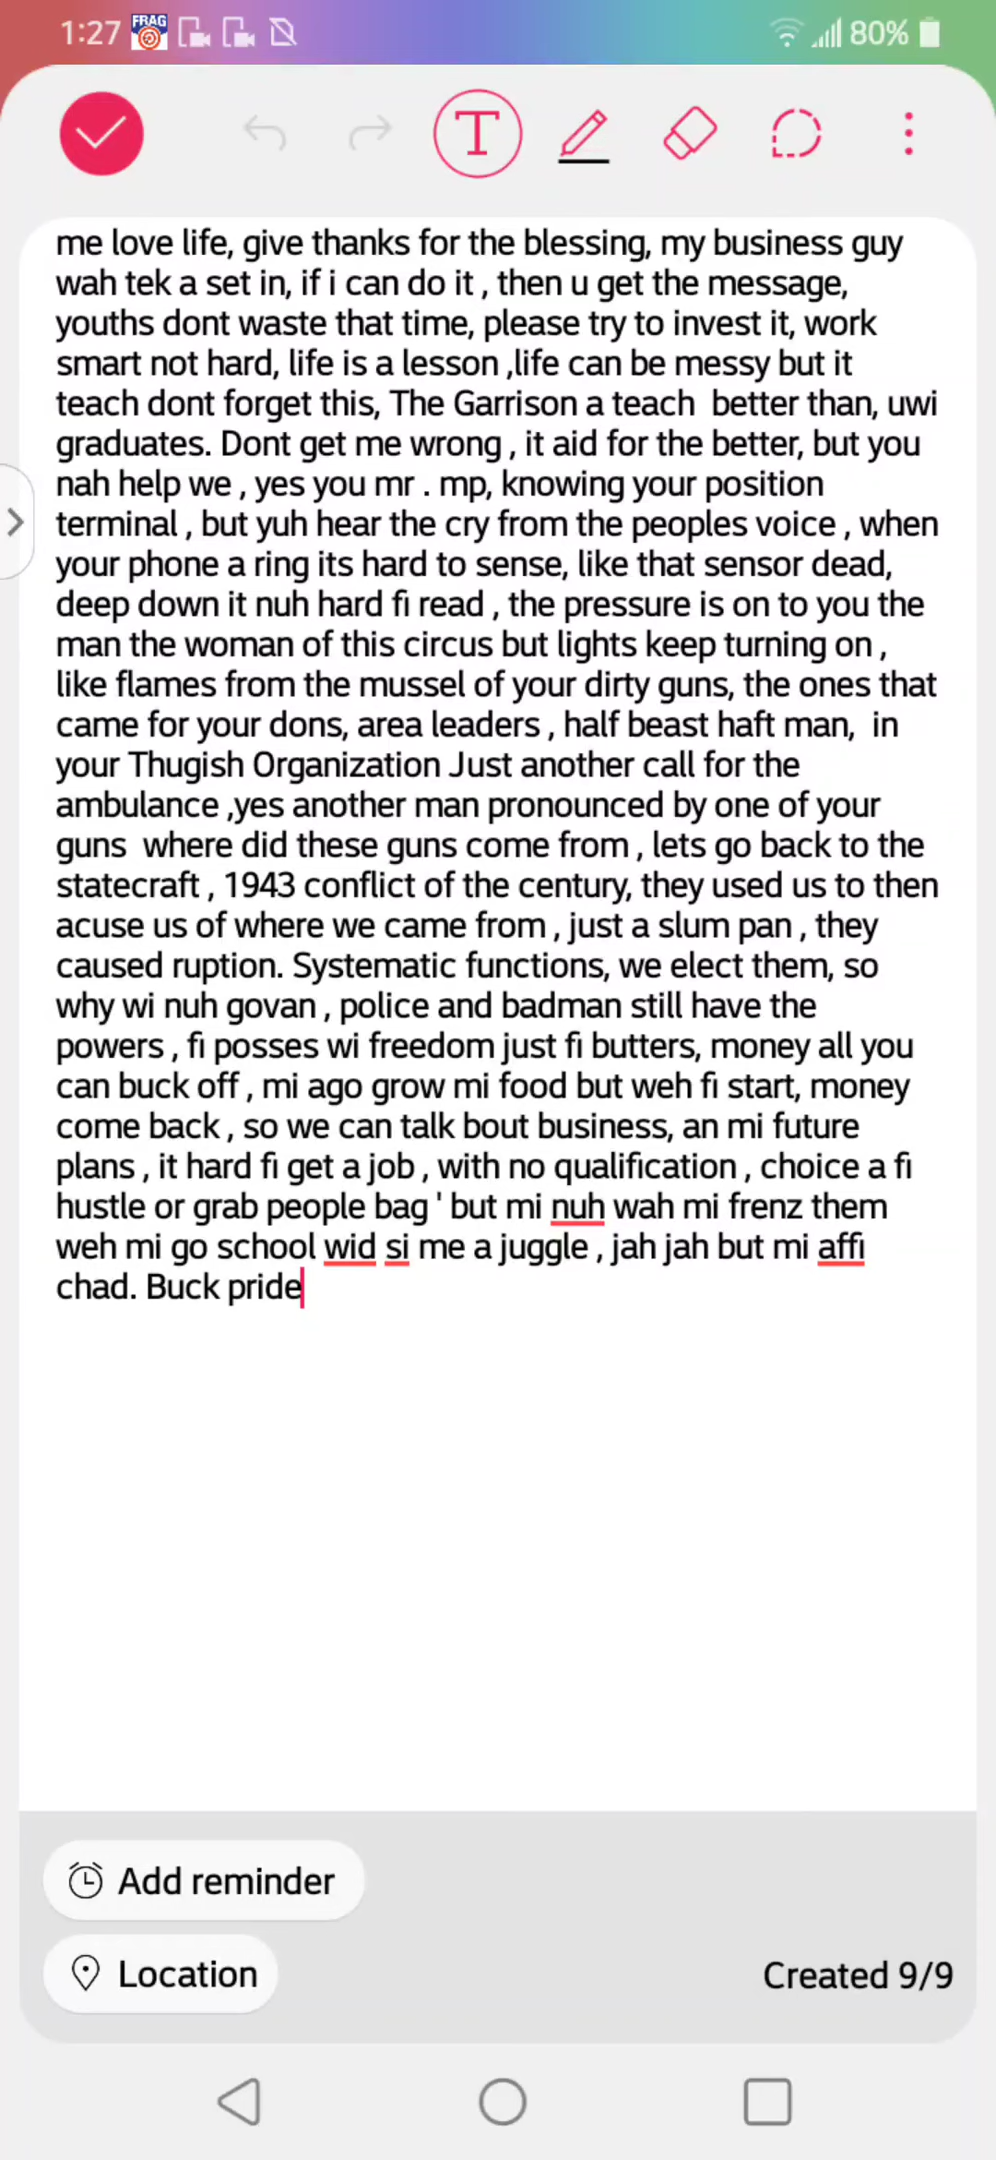 1:27 FRAG 80%
T
me love life, give thanks for the blessing, my business guy
wah tek a set in, if i can do it , then u get the message,
youths dont waste that time, please try to invest it, work
smart not hard, life is a lesson ,life can be messy but it
teach dont forget this, The Garrison a teach  better than, uwi
graduates. Dont get me wrong , it aid for the better, but you
nah help we , yes you mr . mp, knowing your position
terminal , but yuh hear the cry from the peoples voice , when
your phone a ring its hard to sense, like that sensor dead,
deep down it nuh hard fi read , the pressure is on to you the
man the woman of this circus but lights keep turning on ,
like flames from the mussel of your dirty guns, the ones that
came for your dons, area leaders , half beast haft man,  in
your Thugish Organization Just another call for the
ambulance ,yes another man pronounced by one of your
guns  where did these guns come from , lets go back to the
statecraft , 1943 conflict of the century, they used us to then
acuse us of where we came from , just a slum pan , they
caused ruption. Systematic functions, we elect them, so
why wi nuh govan , police and badman still have the
powers , fi posses wi freedom just fi butters, money all you
can buck off , mi ago grow mi food but weh fi start, money
come back , so we can talk bout business, an mi future
plans , it hard fi get a job , with no qualification , choice a fi
hustle or grab people bag ' but mi nuh wah mi frenz them
weh mi go school wid si me a juggle , jah jah but mi affi
chad. Buck pride
Add reminder
Location
Created 9/9